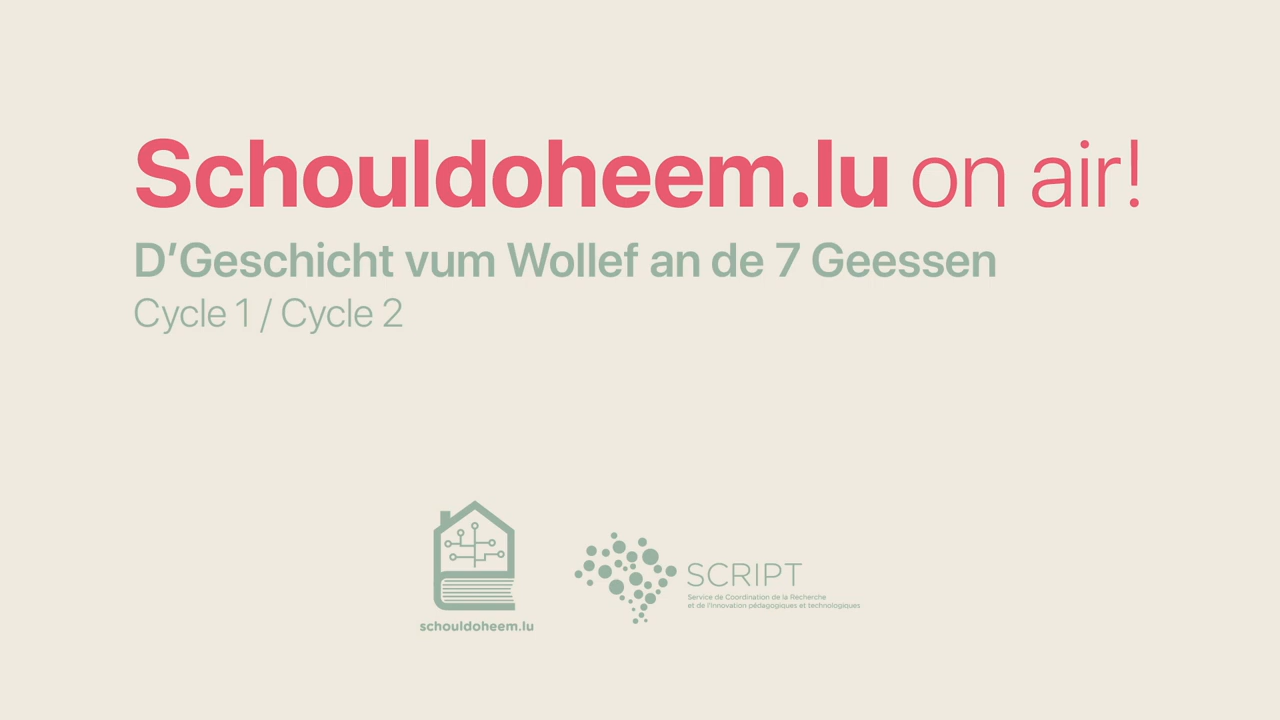 Schouldoheem.lu on air!
D'Geschicht vum Wollef an de 7 Geessen
Cycle 1 / Cycle 2
schouldoheem.lu
SCRIPT
Service de Coordination de la Recherche
et de l'Innovation pédagogiques et technologiques